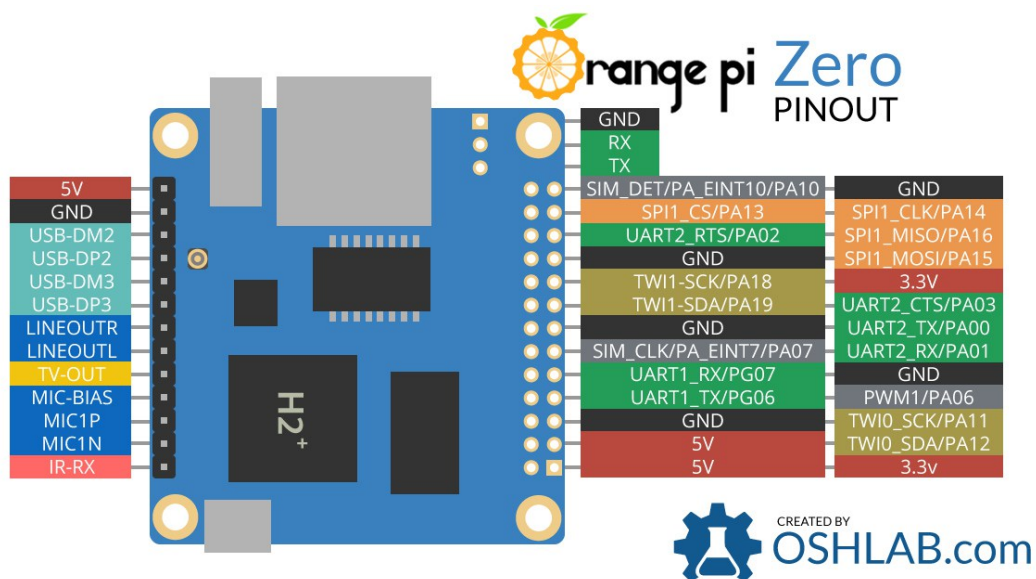 range pi Zero
PINOUT
GND
RX
TX
5V
GND
USB-DM2
USB-DP2
USB-DM3
USB-DP3
LINEOUTR
LINEOUTL
TV-OUT
MIC-BIAS
MIC1P
MIC1N
IR-RX
H2+
SIM_DET/PA_EINT10/PA10 GND
SPI1_CS/PA13 SPI1_CLK/PA14
UART2_RTS/PA02 SPI1_MISO/PA16
GND SPI1_MOSI/PA15
TWI1-SCK/PA18 3.3V
TWI1-SDA/PA19 UART2_CTS/PA03
GND UART2_TX/PA00
SIM_CLK/PA_EINT7/PA07 UART2_RX/PA01
UART1_RX/PG07 GND
UART1_TX/PG06 PWM1/PA06
GND TWI0_SCK/PA11
5V TWI0_SDA/PA12
5V 3.3v
CREATED BY
OSHLAB.com